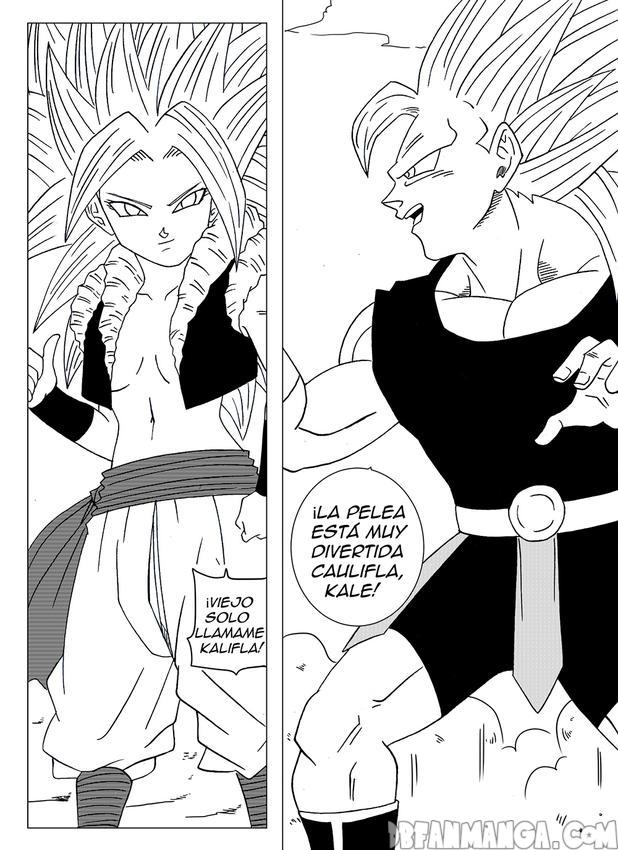 ¡LA PELEA
ESTÁ MUY
DIVERTIDA
CAULIFLA,
KALE!
¡VIEJO
SOLO
LLAMAME
KALIFLA!
DBFANMANGA.COM